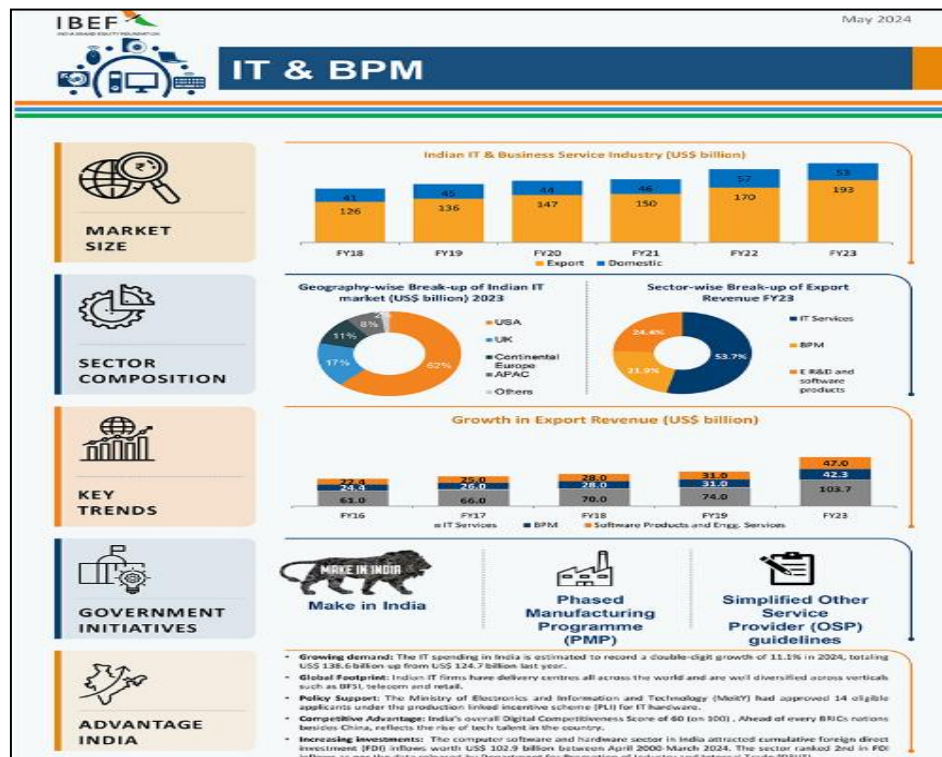 IBEF
INDIA BRAND EQUITY FOUNDATION
May 2024
IT & BPM
MARKET
SIZE
Indian IT & Business Service Industry (US$ billion)
41 45 44 46 57 53
126 136 147 150 170 193
FY18 FY19 FY20 FY21 FY22 FY23
Export Domestic
SECTOR
COMPOSITION
Geography-wise Break-up of Indian IT
market (US$ billion) 2023
62%
17%
11%
8%
USA
UK
Continental
Europe
APAC
Others
Sector-wise Break-up of Export
Revenue FY23
53.7%
21.9%
24.4%
IT Services
BPM
E R&D and
software
products
KEY
TRENDS
Growth in Export Revenue (US$ billion)
22.4 25.0 28.0 31.0 47.0
24.4 26.0 28.0 31.0 42.3
61.0 66.0 70.0 74.0 103.7
FY16 FY17 FY18 FY19 FY23
IT Services BPM Software Products and Engg. Services
GOVERNMENT
INITIATIVES
MAKE IN INDIA
Make in India
Phased
Manufacturing
Programme
(PMP)
Simplified Other
Service
Provider (OSP)
guidelines
ADVANTAGE
INDIA
• Growing demand: The IT spending in India is estimated to record a double-digit growth of 11.1% in 2024, totaling
US$ 138.6 billion up from US$ 124.7 billion last year.
• Global Footprint: Indian IT firms have delivery centres all across the world and are well diversified across verticals
such as BFSI, telecom and retail.
• Policy Support: The Ministry of Electronics and Information and Technology (MeitY) had approved 14 eligible
applicants under the production linked incentive scheme (PLI) for IT hardware.
• Competitive Advantage: India's overall Digital Competitiveness Score of 60 (on 100) , Ahead of every BRICs nations
besides China, reflects the rise of tech talent in the country.
• Increasing investments: The computer software and hardware sector in India attracted cumulative foreign direct
investment (FDI) inflows worth US$ 102.9 billion between April 2000-March 2024. The sector ranked 2nd in FDI